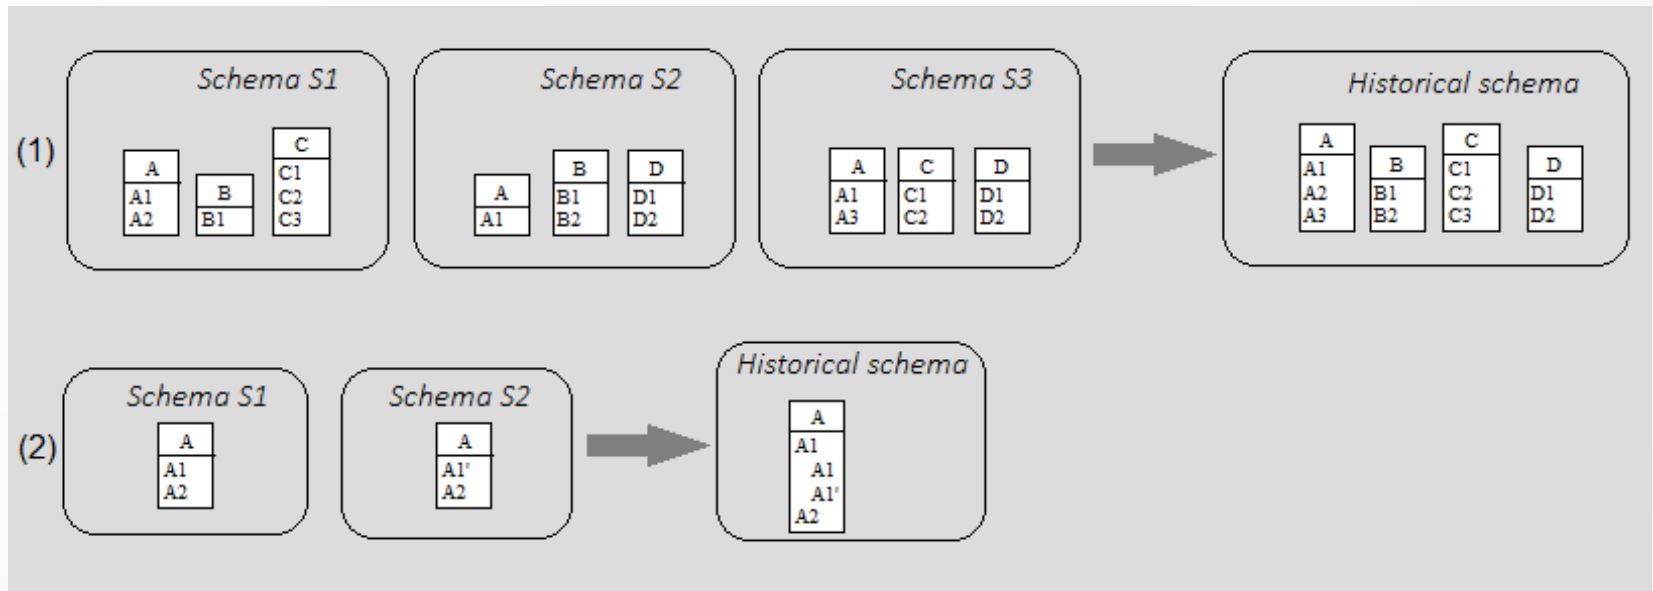 (1)
Schema S1
A
A1
A2
B
B1
C
C1
C2
C3
Schema S2
A
A1
B
B1
B2
D
D1
D2
Schema S3
A
A1
A3
C
C1
C2
D
D1
D2
Historical schema
A
A1
A2
A3
B
B1
B2
C
C1
C2
C3
D
D1
D2
(2)
Schema S1
A
A1
A2
Schema S2
A
A1'
A2
Historical schema
A
A1
A1
A1'
A2